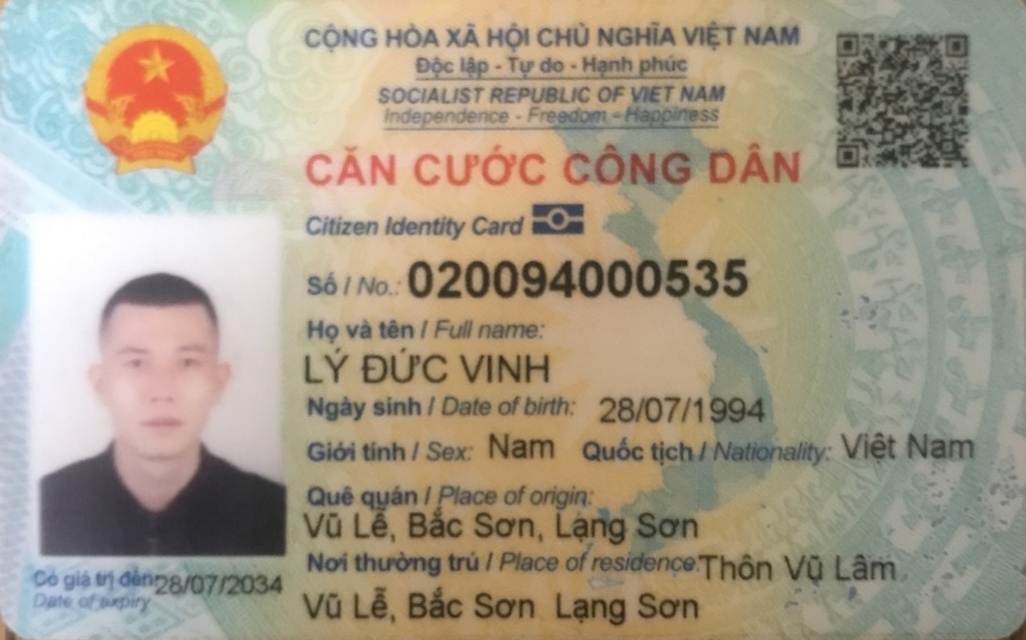 CỘNG HÒA XÃ HỘI CHỦ NGHĨA VIỆT NAM
Độc lập - Tự do - Hạnh phúc
SOCIALIST REPUBLIC OF VIET NAM
Independence - Freedom - Happiness
CĂN CƯỚC CÔNG DÂN
Citizen Identity Card
Số / No.: 020094000535
Họ và tên / Full name:
LÝ ĐỨC VINH
Ngày sinh / Date of birth: 28/07/1994
Giới tính / Sex: Nam Quốc tịch / Nationality: Việt Nam
Quê quán / Place of origin:
Vũ Lễ, Bắc Sơn, Lạng Sơn
Nơi thường trú / Place of residence: Thôn Vũ Lâm
Vũ Lễ, Bắc Sơn Lạng Sơn
Có giá trị đến: 28/07/2034
Date of expiry